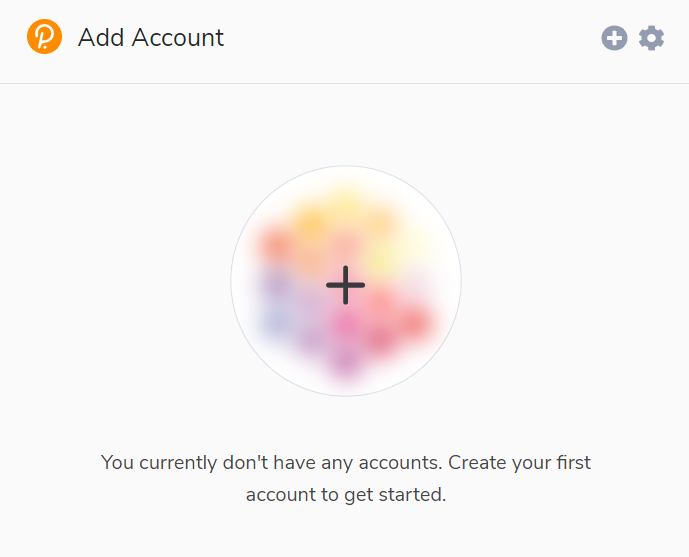 Add Account
You currently don't have any accounts. Create your first
account to get started.